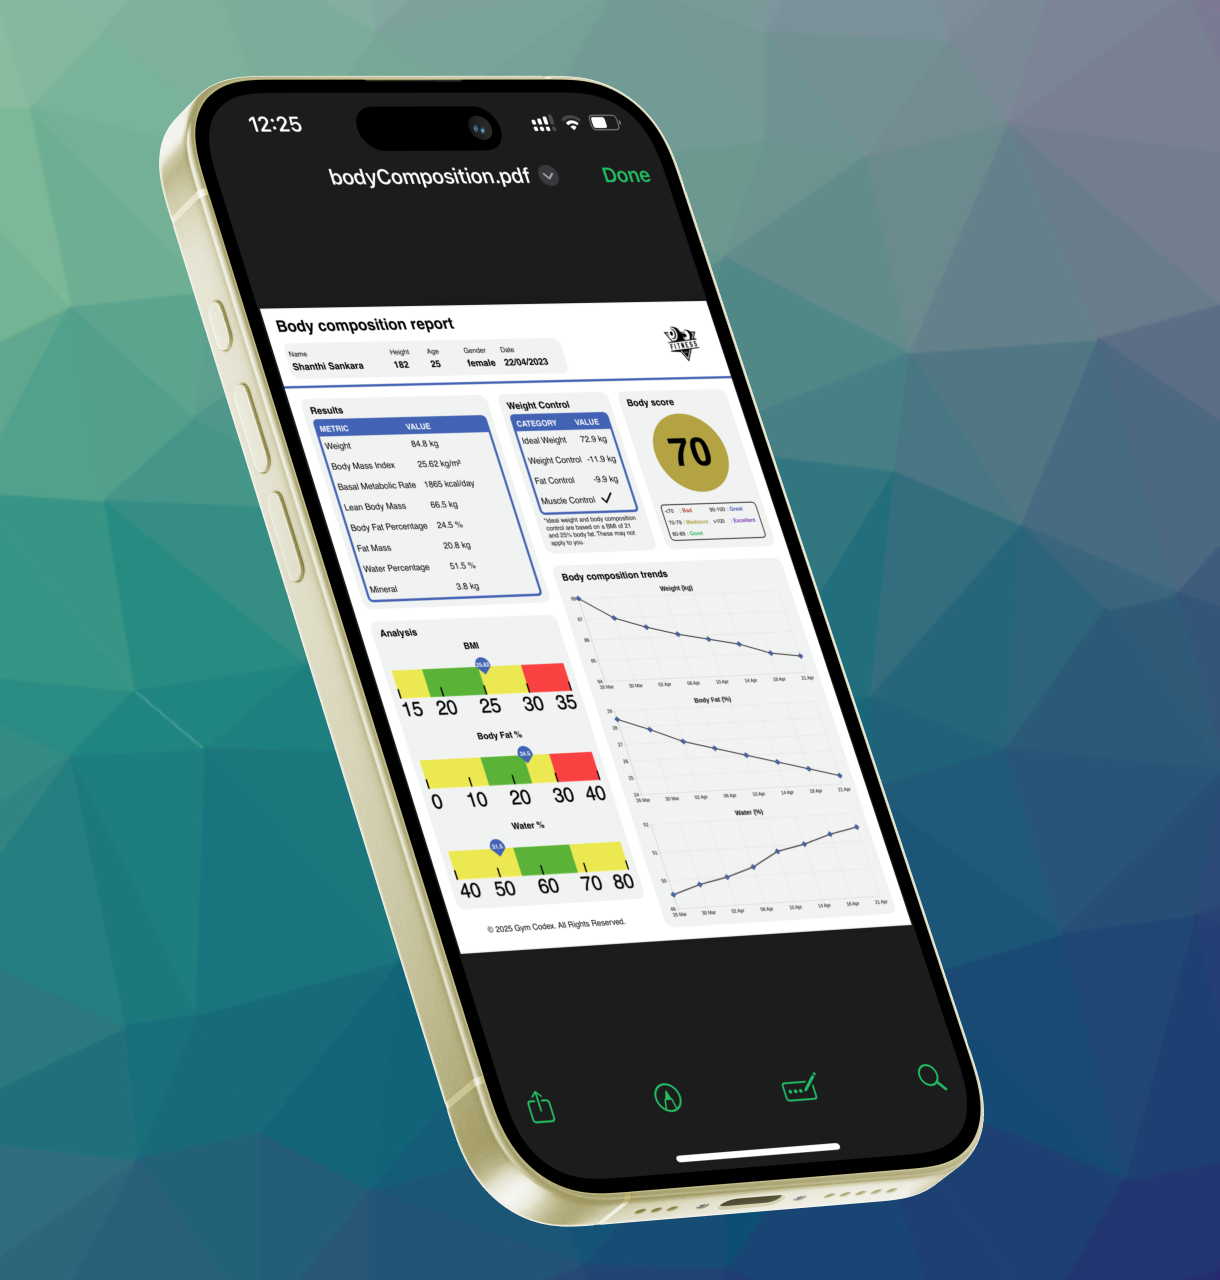 12:25
bodyComposition.pdf
Done
Body composition report
Name Height Age Gender Date
Shanthi Sankara 182 25 female 22/04/2023
FITNESS
Results
METRIC VALUE
Weight 84.8 kg
Body Mass Index 25.62 kg/m²
Basal Metabolic Rate 1865 kcal/day
Lean Body Mass 66.5 kg
Body Fat Percentage 24.5 %
Fat Mass 20.8 kg
Water Percentage 51.5 %
Mineral 3.8 kg
Weight Control
CATEGORY VALUE
Ideal Weight 72.9 kg
Weight Control -11.9 kg
Fat Control -9.9 kg
Muscle Control ✓
*Ideal weight and body composition
control are based on a BMI of 21
and 25% body fat. These may not
apply to you.
Body score
70
<70 : Bad 90-100 : Great
70-79 : Mediocre >100 : Excellent
80-89 : Good
Analysis
BMI
25.62
15 20 25 30 35
Body Fat %
24.5
0 10 20 30 40
Water %
51.5
40 50 60 70 80
Body composition trends
Weight (kg)
88
87
86
85
84
26 Mar 30 Mar 02 Apr 06 Apr 10 Apr 14 Apr 18 Apr 21 Apr
Body Fat (%)
29
28
27
26
25
24
26 Mar 30 Mar 02 Apr 06 Apr 10 Apr 14 Apr 18 Apr 21 Apr
Water (%)
52
51
50
49
26 Mar 30 Mar 02 Apr 06 Apr 10 Apr 14 Apr 18 Apr 21 Apr
© 2025 Gym Codex. All Rights Reserved.